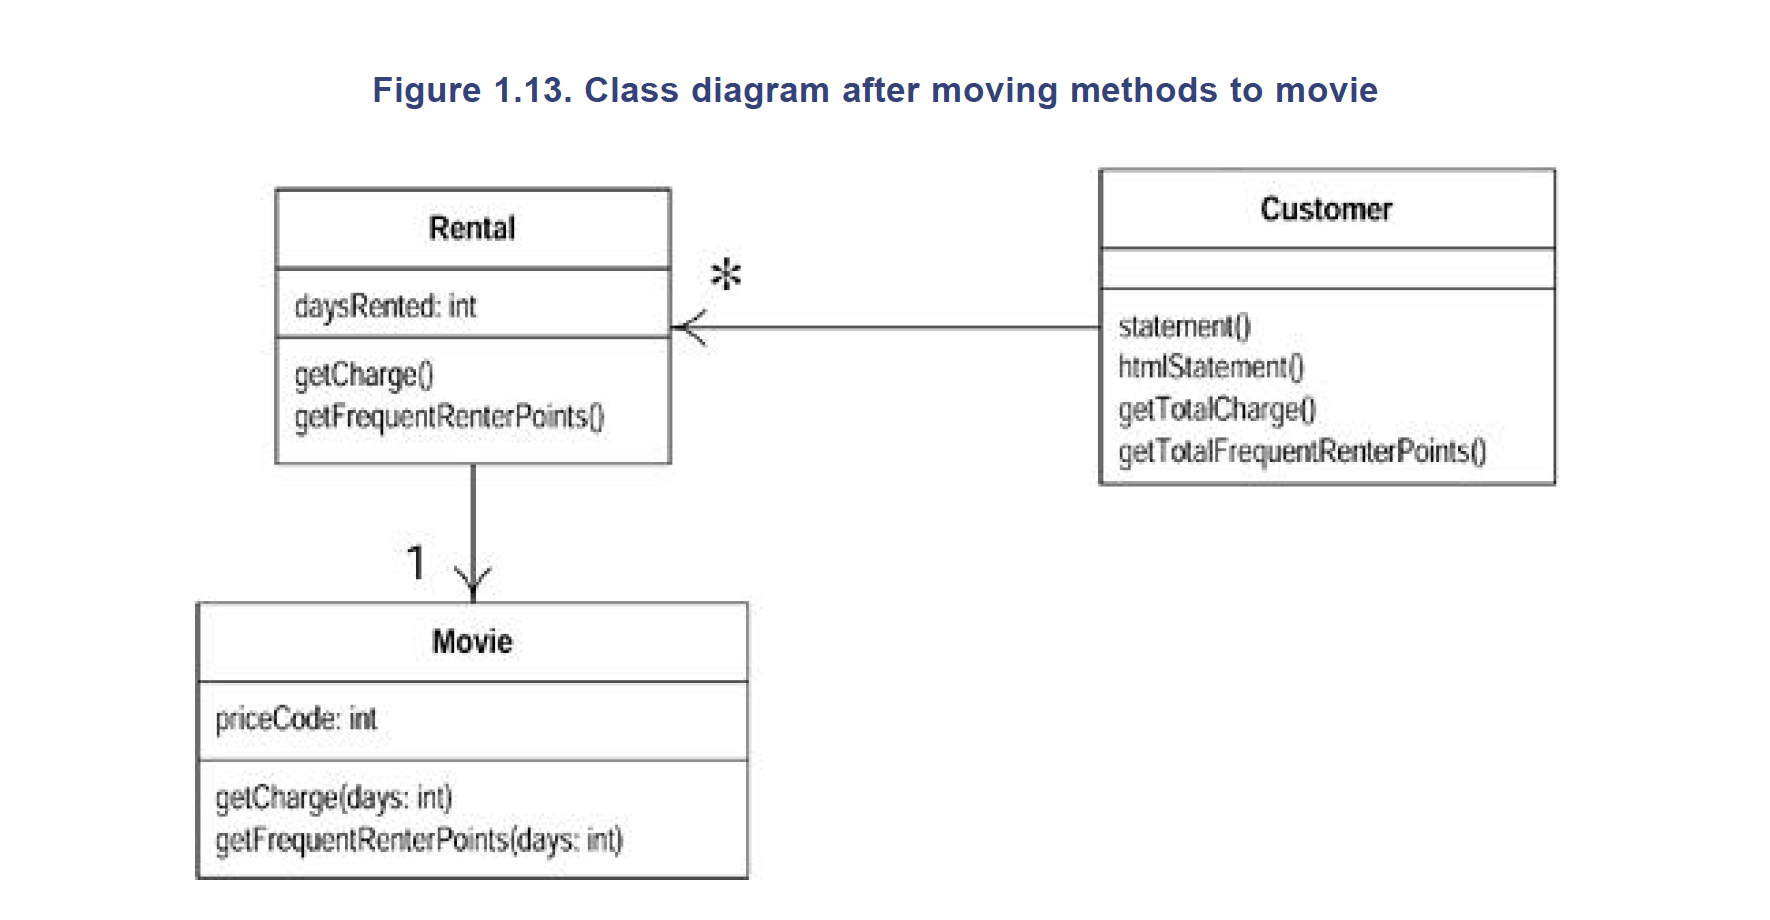 Figure 1.13. Class diagram after moving methods to movie
Rental
daysRented: int
getCharge()
getFrequentRenterPoints()
*
Customer
statement()
htmlStatement()
getTotalCharge()
getTotalFrequentRenterPoints()
1
Movie
priceCode: int
getCharge(days: int)
getFrequentRenterPoints(days: int)